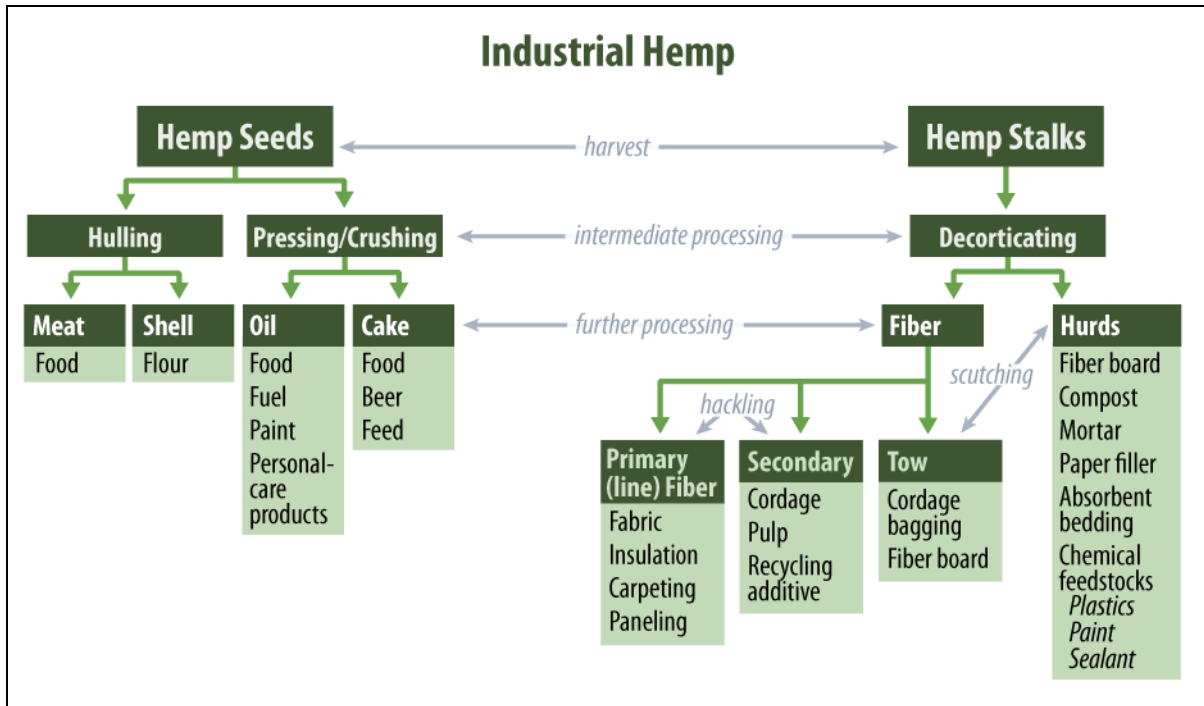 Industrial Hemp
Hemp Seeds
harvest
Hemp Stalks
Hulling
Pressing/Crushing
intermediate processing
Decorticating
Meat
Food
Shell
Flour
Oil
Food
Fuel
Paint
Personal-
care
products
Cake
Food
Beer
Feed
further processing
Fiber
scutching
hackling
Primary
(line) Fiber
Fabric
Insulation
Carpeting
Paneling
Secondary
Cordage
Pulp
Recycling
additive
Tow
Cordage
bagging
Fiber board
Hurds
Fiber board
Compost
Mortar
Paper filler
Absorbent
bedding
Chemical
feedstocks
Plastics
Paint
Sealant